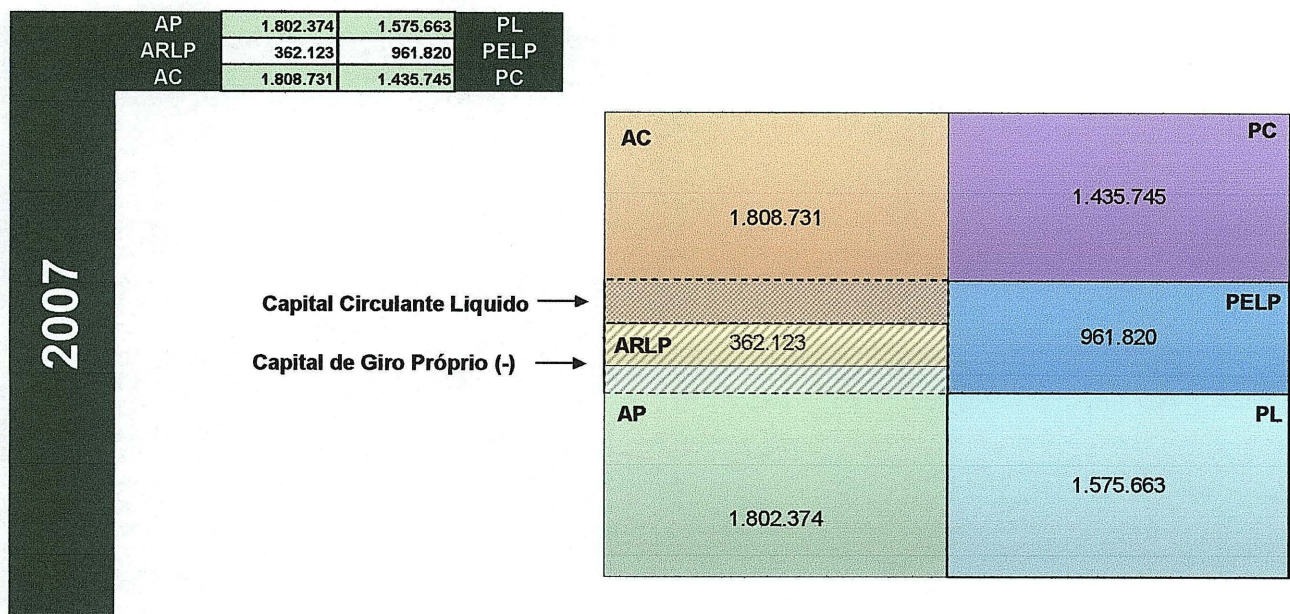 AP 1.802.374 1.575.663 PL
ARLP 362.123 961.820 PELP
AC 1.808.731 1.435.745 PC
2007
AC PC
1.435.745
1.808.731
Capital Circulante Liquido
PELP
ARLP 362.123 961.820
Capital de Giro Próprio (-)
AP PL
1.575.663
1.802.374